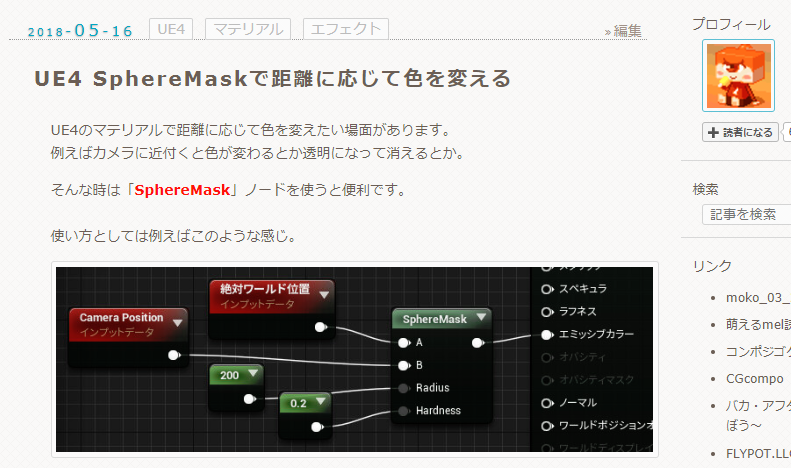 2018-05-16 UE4 マテリアル エフェクト » 編集
UE4 SphereMaskで距離に応じて色を変える
UE4のマテリアルで距離に応じて色を変えたい場面があります。
例えばカメラに近付くと色が変わるとか透明になって消えるとか。
そんな時は「SphereMask」ノードを使うと便利です。
使い方としては例えばこのような感じ。
Camera Position
インプットデータ
絶対ワールド位置
インプットデータ
200
0.2
SphereMask
A
B
Radius
Hardness
スペキュラ
ラフネス
エミッシブカラー
オパシティ
オパシティマスク
ノーマル
ワールドポジションオ
ワールドディスプレイ
プロフィール
読者になる
検索
記事を検索
リンク
moko_03_
萌えるmel
コンポジゴク
CGcompo
バカ・アフタ
ぼう～
FLYPOT.LLC